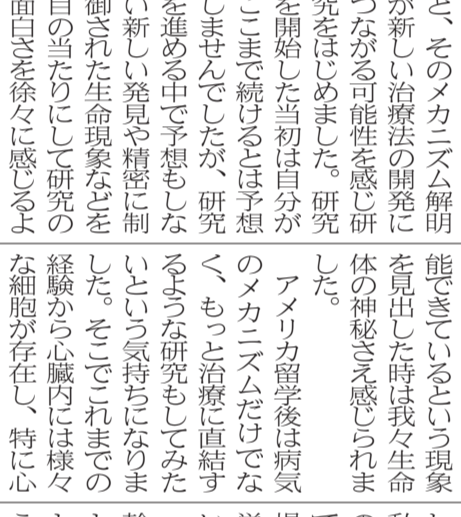 と、そのメカニズム解明
が新しい治療法の開発に
つながる可能性を感じ研
究をはじめました。研究
を開始した当初は自分が
ここまで続けるとは予想
しませんでしたが、研究
を進める中で予想もしな
い新しい発見や精密に制
御された生命現象などを
目の当たりにして研究の
面白さを徐々に感じるよ
能できているという現象
を見出した時は我々生命
体の神秘さえ感じられま
した。
アメリカ留学後は病気
のメカニズムだけでな
く、もっと治療に直結す
るような研究もしてみた
いという気持ちになりま
した。そこでこれまでの
経験から心臓内には様々
な細胞が存在し、特に心